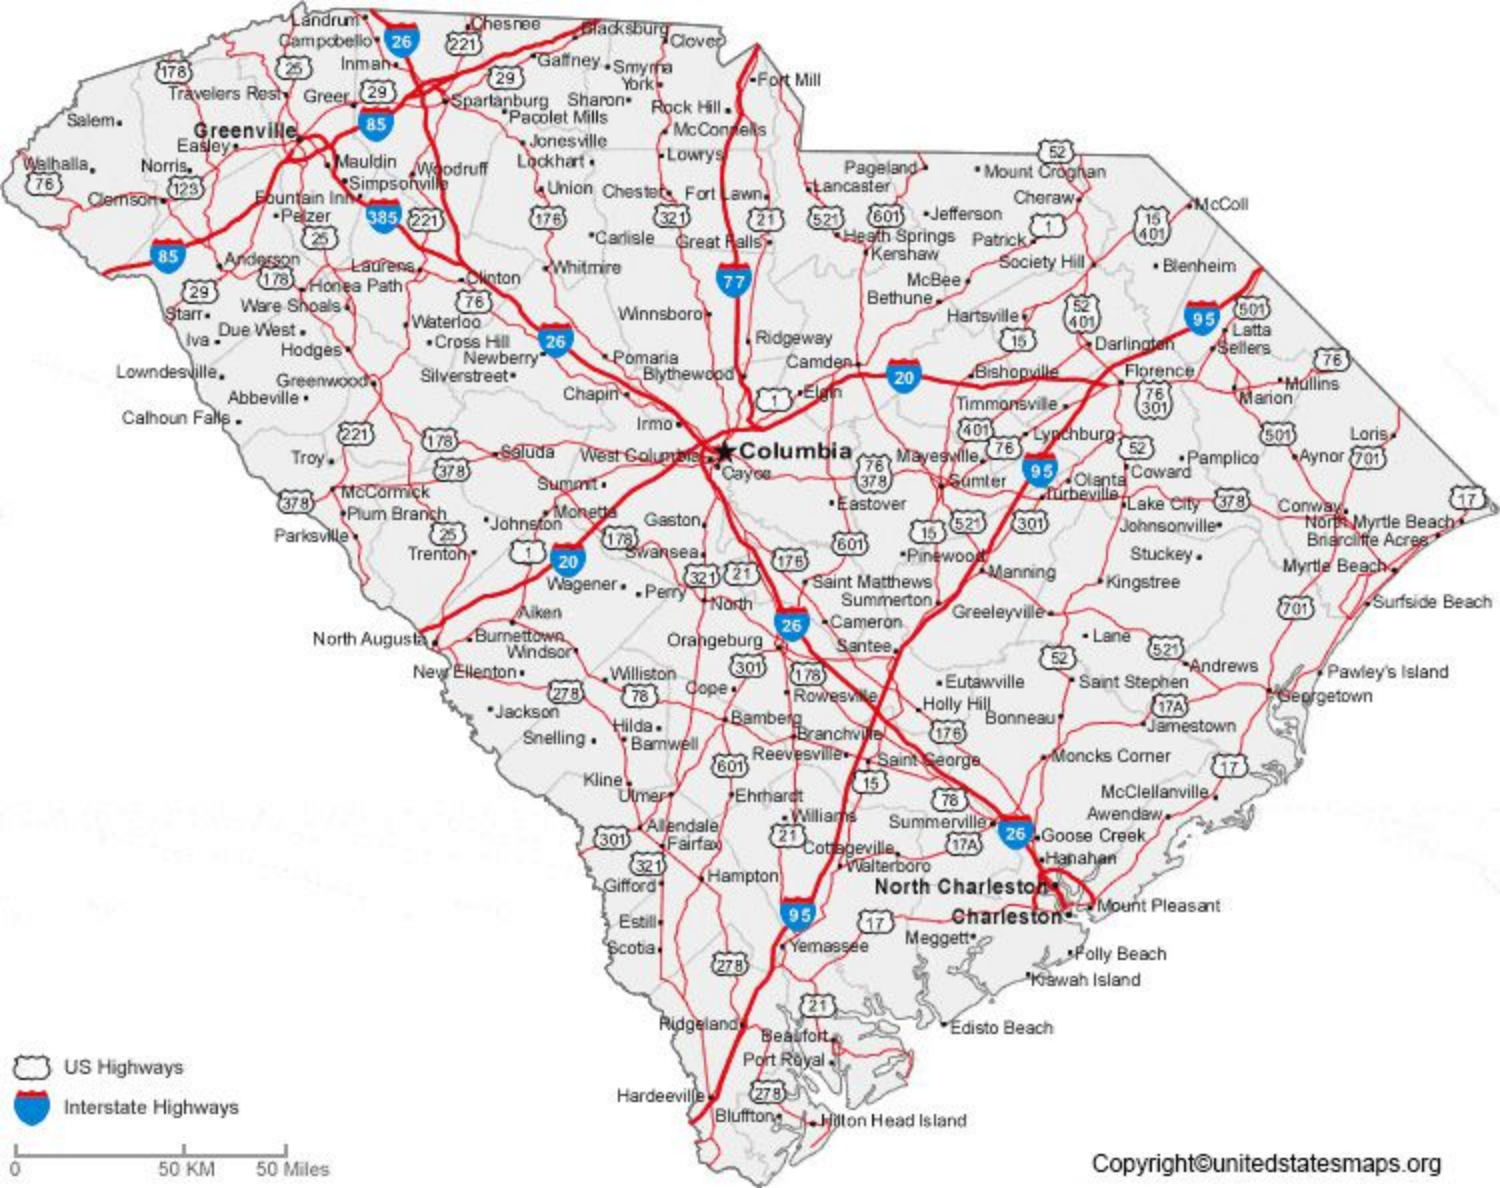 Landrum
Chesnee
Blacksburg
Campobello
26
221
Clover
Inman
Gaffney
Smyrna
178
25
29
York
Fort Mill
Travelers Rest
Greer
29
Spartanburg
Sharon
Rock Hill
Salem
85
Pacolet Mills
Greenville
McConnells
Easley
Jonesville
52
Walhalla
Norris
Mauldin
Woodruff
Lockhart
Lowrys
Pageland
Mount Croghan
76
123
Simpsonville
Union
Chester
Fort Lawn
Lancaster
Clemson
Fountain Inn
Cheraw
McColl
Pelzer
385
221
176
321
21
521
601
Jefferson
1
15
401
25
Carlisle
Great Falls
Heath Springs
Patrick
85
Anderson
Laurens
Whitmire
Kershaw
Society Hill
Blenheim
178
Honea Path
Clinton
77
McBee
29
Ware Shoals
76
Bethune
52
401
95
501
Starr
Waterloo
Winnsboro
Hartsville
Iva
Due West
Cross Hill
26
Ridgeway
15
Darlington
Latta
Hodges
Newberry
Pomaria
Camden
Sellers
76
Lowndesville
Greenwood
Silverstreet
Blythewood
20
Bishopville
Florence
Mullins
Abbeville
Chapin
1
Elgin
Timmonsville
76
301
Marion
Calhoun Falls
Irmo
401
Lynchburg
221
178
Columbia
76
52
501
Loris
Troy
Saluda
West Columbia
Mayesville
95
Coward
Pamplico
Aynor
701
378
Cayce
76
378
Sumter
Olanta
McCormick
Summit
Turbeville
378
Plum Branch
Monetta
Eastover
Lake City
378
Conway
17
Johnston
Gaston
521
301
Johnsonville
North Myrtle Beach
Parksville
25
178
15
Briarcliffe Acres
Trenton
1
20
Swansea
601
Pinewood
Stuckey
Myrtle Beach
176
Manning
Wagener
Perry
321
21
Saint Matthews
Kingstree
North
Summerton
Greeleyville
701
Surfside Beach
Aiken
26
Cameron
North Augusta
Burnettown
Orangeburg
Santee
Lane
Windsor
521
52
Andrews
New Ellenton
Williston
301
178
Pawley's Island
278
78
Cope
Rowesville
Eutawville
Saint Stephen
Georgetown
Jackson
Holly Hill
17A
Hilda
Bamberg
Bonneau
Jamestown
Snelling
Barnwell
Branchville
176
Reevesville
Saint George
Moncks Corner
601
17
Kline
15
Ulmer
Ehrhardt
78
McClellanville
Williams
Summerville
Awendaw
Allendale
21
26
Goose Creek
301
Fairfax
Cottageville
17A
321
Walterboro
Hanahan
Gifford
Hampton
North Charleston
95
Mount Pleasant
Estill
17
Charleston
Scotia
Yemassee
Meggett
Folly Beach
278
Kiawah Island
21
Ridgeland
Beaufort
Edisto Beach
Port Royal
Hardeeville
278
Bluffton
Hilton Head Island
US Highways
Interstate Highways
0 50 KM 50 Miles
Copyright©unitedstatesmaps.org